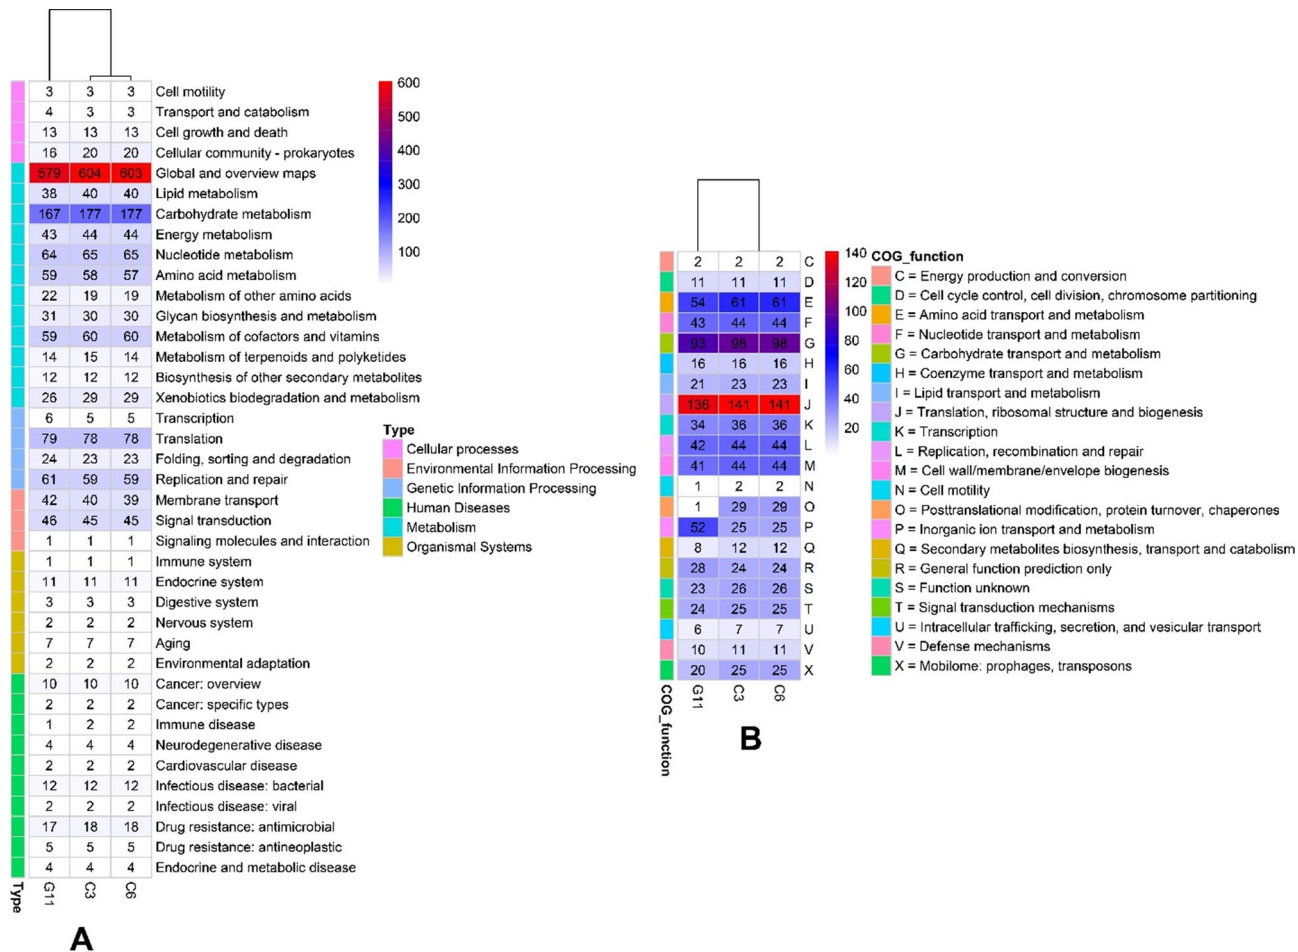 3 3 3 Cell motility
4 3 3 Transport and catabolism
13 13 13 Cell growth and death
16 20 20 Cellular community - prokaryotes
579 604 603 Global and overview maps
38 40 40 Lipid metabolism
167 177 177 Carbohydrate metabolism
43 44 44 Energy metabolism
64 65 65 Nucleotide metabolism
59 58 57 Amino acid metabolism
22 19 19 Metabolism of other amino acids
31 30 30 Glycan biosynthesis and metabolism
59 60 60 Metabolism of cofactors and vitamins
14 15 14 Metabolism of terpenoids and polyketides
12 12 12 Biosynthesis of other secondary metabolites
26 29 29 Xenobiotics biodegradation and metabolism
6 5 5 Transcription
79 78 78 Translation
24 23 23 Folding, sorting and degradation
61 59 59 Replication and repair
42 40 39 Membrane transport
46 45 45 Signal transduction
1 1 1 Signaling molecules and interaction
1 1 1 Immune system
11 11 11 Endocrine system
3 3 3 Digestive system
2 2 2 Nervous system
7 7 7 Aging
2 2 2 Environmental adaptation
10 10 10 Cancer: overview
2 2 2 Cancer: specific types
1 2 2 Immune disease
4 4 4 Neurodegenerative disease
2 2 2 Cardiovascular disease
12 12 12 Infectious disease: bacterial
2 2 2 Infectious disease: viral
17 18 18 Drug resistance: antimicrobial
5 5 5 Drug resistance: antineoplastic
4 4 4 Endocrine and metabolic disease
Type G11 C3 C6
A
600
500
400
300
200
100
Type
Cellular processes
Environmental Information Processing
Genetic Information Processing
Human Diseases
Metabolism
Organismal Systems
2 2 2 C
11 11 11 D
54 61 61 E
43 44 44 F
93 98 98 G
16 16 16 H
21 23 23 I
136 141 141 J
34 36 36 K
42 44 44 L
41 44 44 M
1 2 2 N
1 29 29 O
52 25 25 P
8 12 12 Q
28 24 24 R
23 26 26 S
24 25 25 T
6 7 7 U
10 11 11 V
20 25 25 X
COG_function G11 C3 C6
B
140
120
100
80
60
40
20
COG_function
C = Energy production and conversion
D = Cell cycle control, cell division, chromosome partitioning
E = Amino acid transport and metabolism
F = Nucleotide transport and metabolism
G = Carbohydrate transport and metabolism
H = Coenzyme transport and metabolism
I = Lipid transport and metabolism
J = Translation, ribosomal structure and biogenesis
K = Transcription
L = Replication, recombination and repair
M = Cell wall/membrane/envelope biogenesis
N = Cell motility
O = Posttranslational modification, protein turnover, chaperones
P = Inorganic ion transport and metabolism
Q = Secondary metabolites biosynthesis, transport and catabolism
R = General function prediction only
S = Function unknown
T = Signal transduction mechanisms
U = Intracellular trafficking, secretion, and vesicular transport
V = Defense mechanisms
X = Mobilome: prophages, transposons